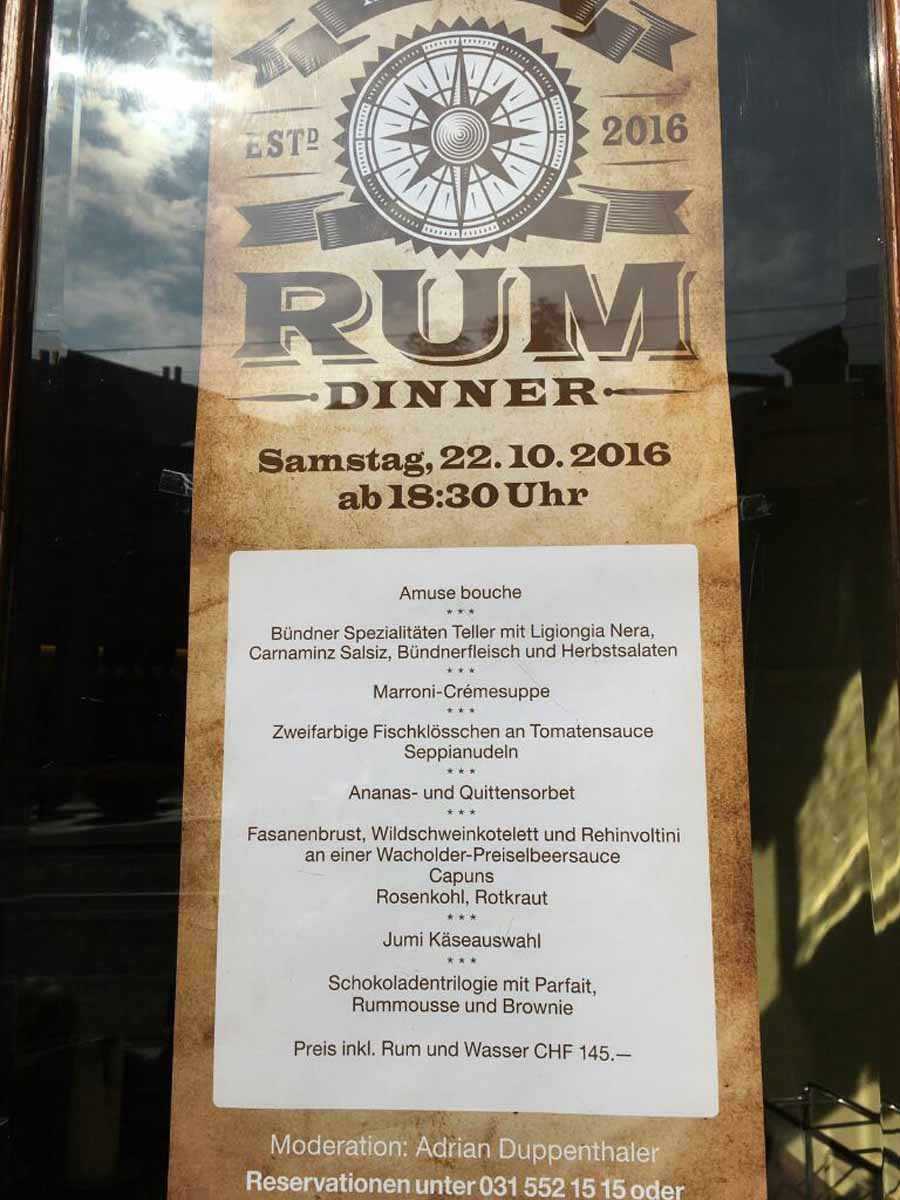 ESTD 2016
RUM
DINNER
Samstag, 22.10.2016
ab 18:30 Uhr
Amuse bouche
***
Bündner Spezialitäten Teller mit Ligiongia Nera,
Carnaminz Salsiz, Bündnerfleisch und Herbstsalaten
***
Marroni-Crémesuppe
***
Zweifarbige Fischklösschen an Tomatensauce
Seppianudeln
***
Ananas- und Quittensorbet
***
Fasanenbrust, Wildschweinkotelett und Rehinvoltini
an einer Wacholder-Preiselbeersauce
Capuns
Rosenkohl, Rotkraut
***
Jumi Käseauswahl
***
Schokoladentrilogie mit Parfait,
Rummousse und Brownie
Preis inkl. Rum und Wasser CHF 145.—
Moderation: Adrian Duppenthaler
Reservationen unter 031 552 15 15 oder